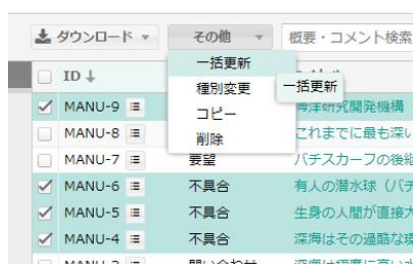 ダウンロード その他 概要・コメント検索
ID ↓
一括更新
種別変更 一括更新
コピー
削除
MANU-9 海洋研究開発機構
MANU-8 これまでに最も深い
MANU-7 要望 バチスカーフの後継
MANU-6 不具合 有人の潜水球（バチ
MANU-5 不具合 生身の人間が直接大
MANU-4 不具合 深海はその過酷な環